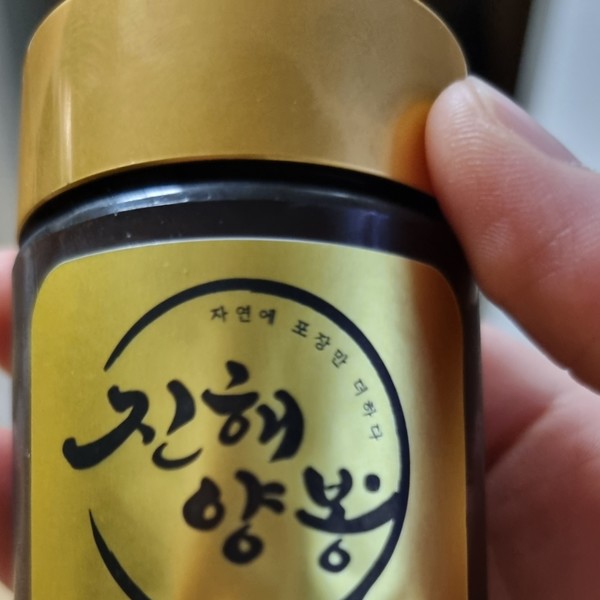 자연에 포장만 더하다
진해
양봉